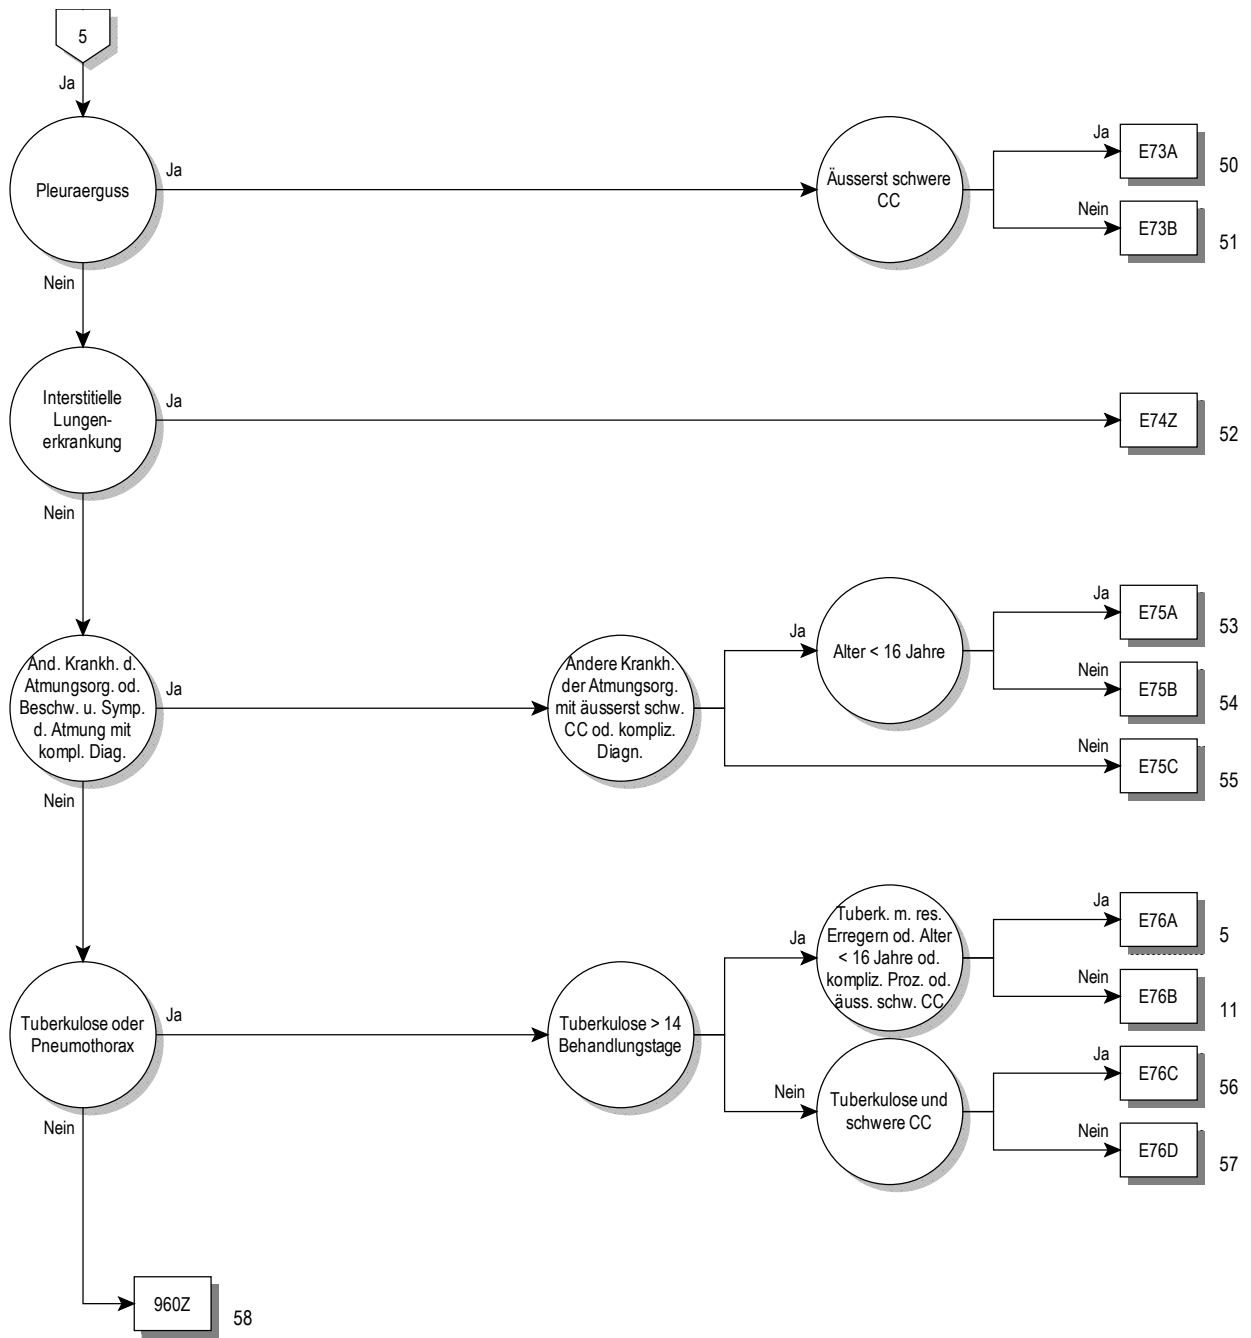 5
Ja
Pleuraerguss
Ja
Äusserst schwere
CC
Ja
E73A
50
Nein
E73B
51
Nein
Interstitielle
Lungen-
erkrankung
Ja
E74Z
52
Nein
And. Krankh. d.
Atmungsorg. od.
Beschw. u. Symp.
d. Atmung mit
kompl. Diag.
Ja
Andere Krankh.
der Atmungsorg.
mit äusserst schw.
CC od. kompliz.
Diagn.
Ja
Alter < 16 Jahre
Ja
E75A
53
Nein
E75B
54
Nein
E75C
55
Nein
Tuberkulose oder
Pneumothorax
Ja
Tuberkulose > 14
Behandlungstage
Ja
Tuberk. m. res.
Erregern od. Alter
< 16 Jahre od.
kompliz. Proz. od.
äuss. schw. CC
Ja
E76A
5
Nein
E76B
11
Nein
Tuberkulose und
schwere CC
Ja
E76C
56
Nein
E76D
57
Nein
960Z
58